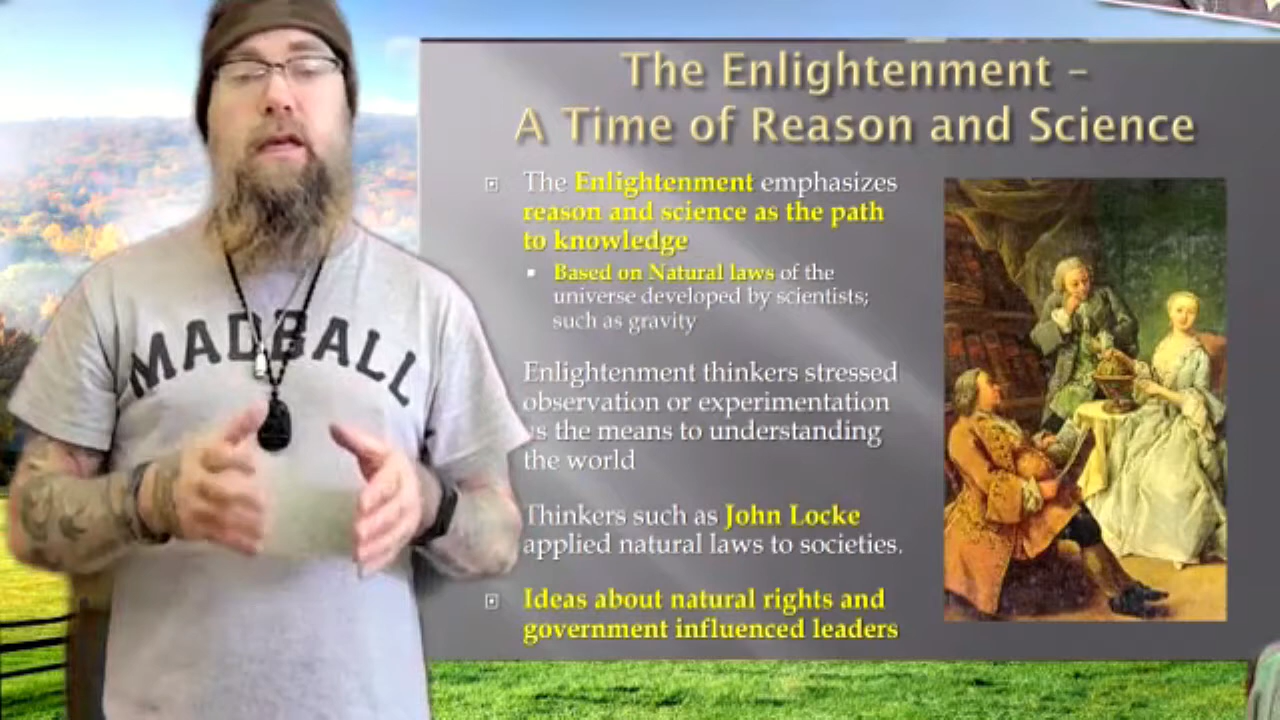 The Enlightenment –
A Time of Reason and Science
The Enlightenment emphasizes
reason and science as the path
to knowledge
Based on Natural laws of the
universe developed by scientists;
such as gravity
Enlightenment thinkers stressed
observation or experimentation
as the means to understanding
the world
Thinkers such as John Locke
applied natural laws to societies.
Ideas about natural rights and
government influenced leaders
MADBALL